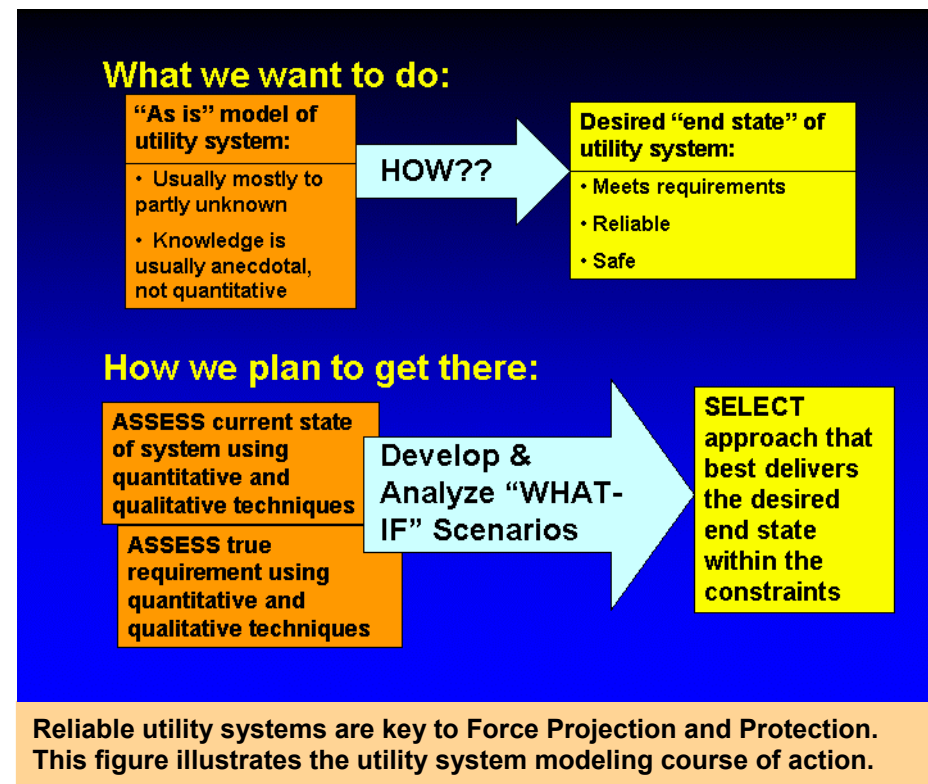 What we want to do:
“As is” model of
utility system:
• Usually mostly to
partly unknown
• Knowledge is
usually anecdotal,
not quantitative
HOW??
Desired “end state” of
utility system:
• Meets requirements
• Reliable
• Safe
How we plan to get there:
ASSESS current state
of system using
quantitative and
qualitative techniques
ASSESS true
requirement using
quantitative and
qualitative techniques
Develop &
Analyze “WHAT-
IF” Scenarios
SELECT
approach that
best delivers
the desired
end state
within the
constraints
Reliable utility systems are key to Force Projection and Protection.
This figure illustrates the utility system modeling course of action.